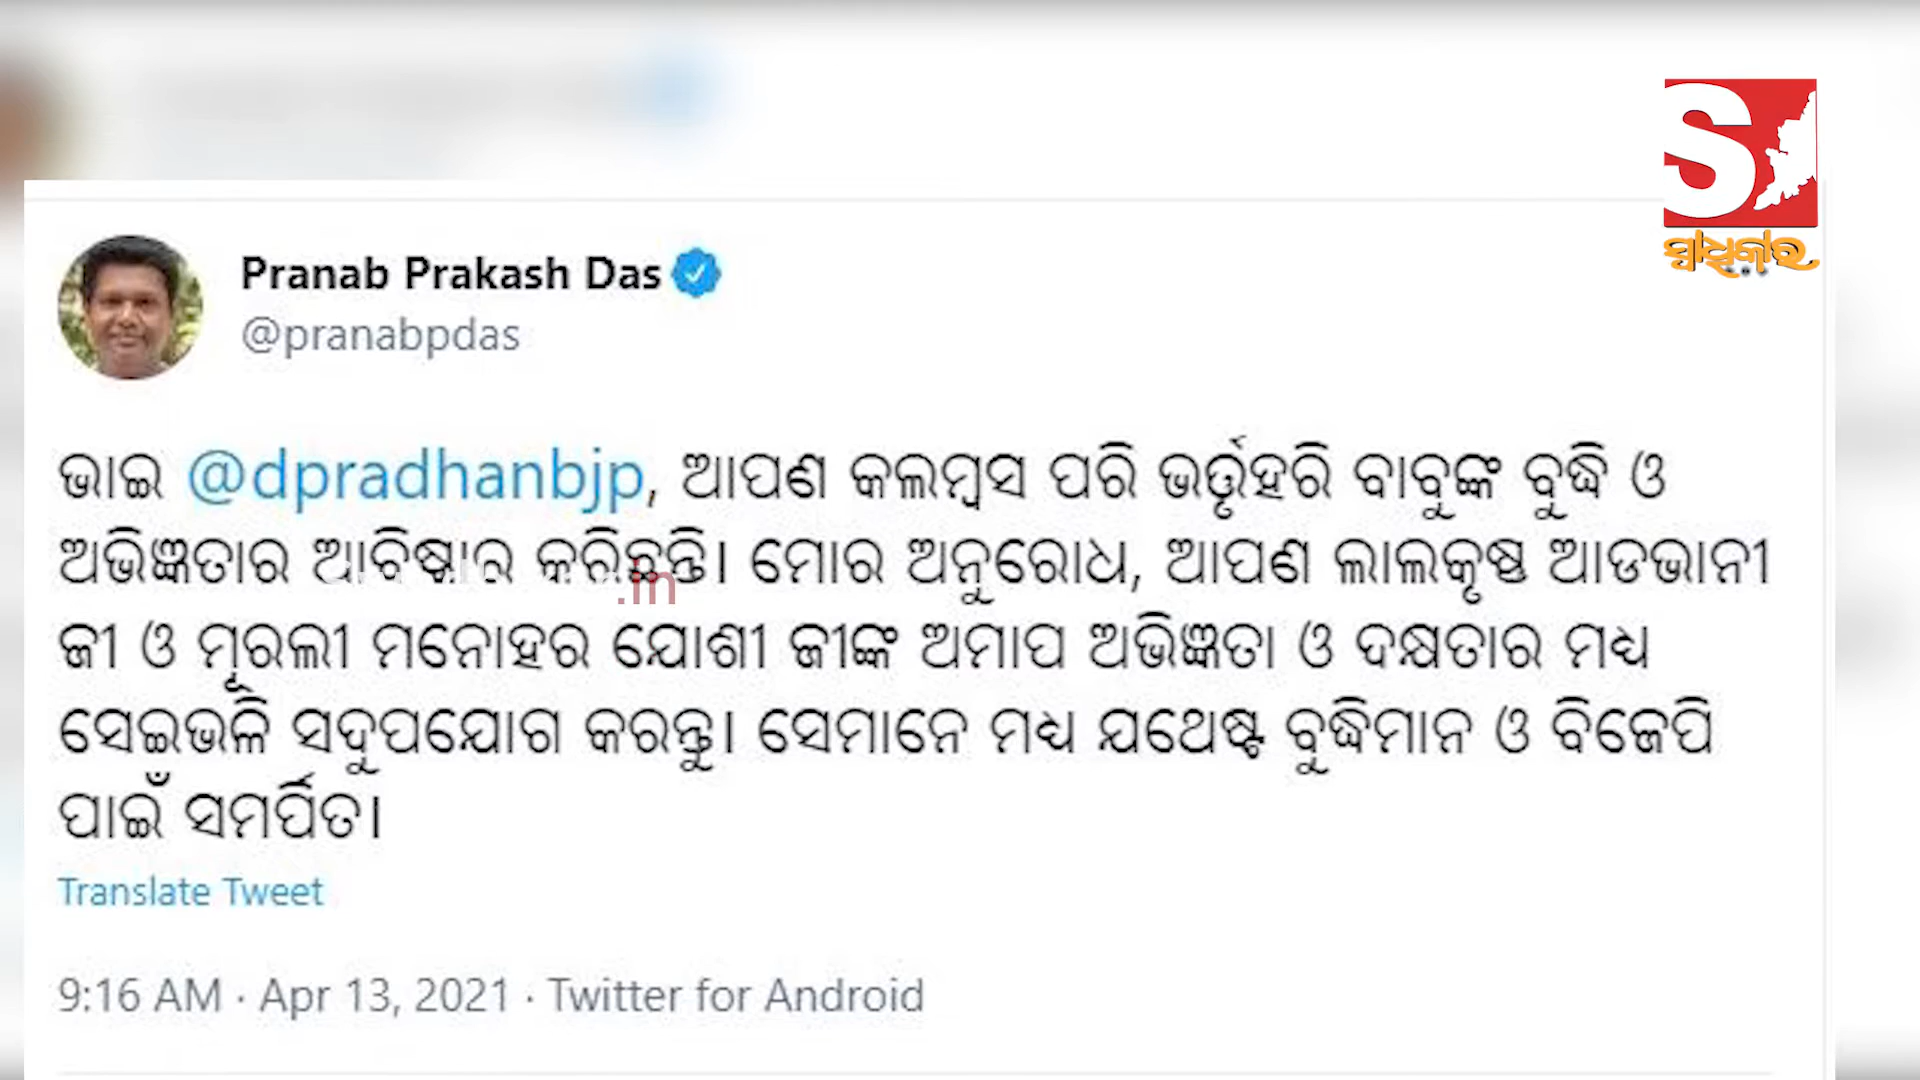 S
ସ୍ୱାଧିକାର
Pranab Prakash Das
@pranabpdas
ଭାଇ @dpradhanbjp, ଆପଣ କଲମ୍ବସ ପରି ଭର୍ତ୍ତୃହରି ବାବୁଙ୍କ ବୁଦ୍ଧି ଓ
ଅଭିଜ୍ଞତାର ଆବିଷ୍କାର କରିଛନ୍ତି। ମୋର ଅନୁରୋଧ, ଆପଣ ଲାଲକୃଷ୍ଣ ଆଡଭାନୀ
.in
ଜୀ ଓ ମୂରଲୀ ମନୋହର ଯୋଶୀ ଜୀଙ୍କ ଅମାପ ଅଭିଜ୍ଞତା ଓ ଦକ୍ଷତାର ମଧ୍ୟ
ସେଇଭଳି ସଦୁପଯୋଗ କରନ୍ତୁ। ସେମାନେ ମଧ୍ୟ ଯଥେଷ୍ଟ ବୁଦ୍ଧିମାନ ଓ ବିଜେପି
ପାଇଁ ସମର୍ପିତ।
Translate Tweet
9:16 AM · Apr 13, 2021 · Twitter for Android